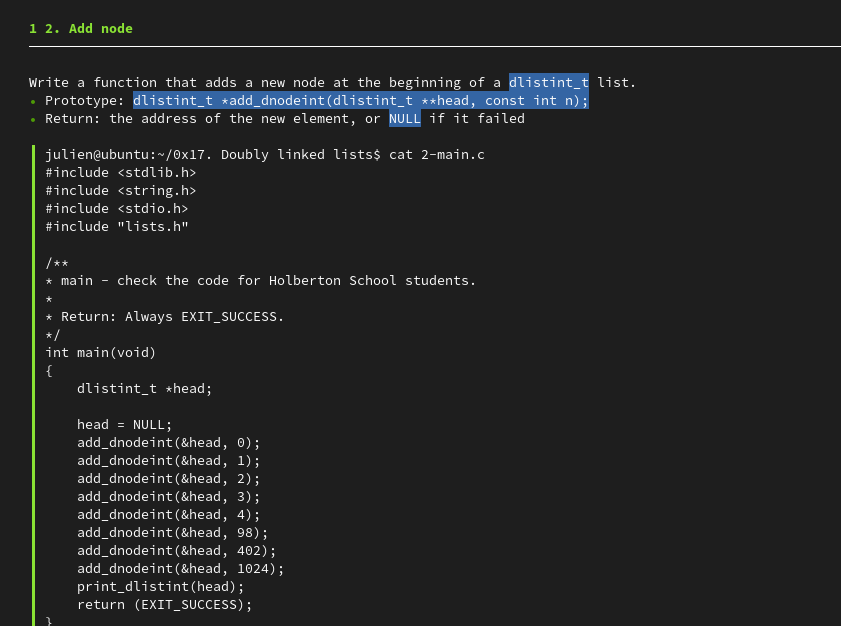 1 2. Add node
Write a function that adds a new node at the beginning of a dlistint_t list.
• Prototype: dlistint_t *add_dnodeint(dlistint_t **head, const int n);
• Return: the address of the new element, or NULL if it failed
julien@ubuntu:~/0x17. Doubly linked lists$ cat 2-main.c
#include <stdlib.h>
#include <string.h>
#include <stdio.h>
#include "lists.h"
/**
* main - check the code for Holberton School students.
*
* Return: Always EXIT_SUCCESS.
*/
int main(void)
{
    dlistint_t *head;
    head = NULL;
    add_dnodeint(&head, 0);
    add_dnodeint(&head, 1);
    add_dnodeint(&head, 2);
    add_dnodeint(&head, 3);
    add_dnodeint(&head, 4);
    add_dnodeint(&head, 98);
    add_dnodeint(&head, 402);
    add_dnodeint(&head, 1024);
    print_dlistint(head);
    return (EXIT_SUCCESS);
}